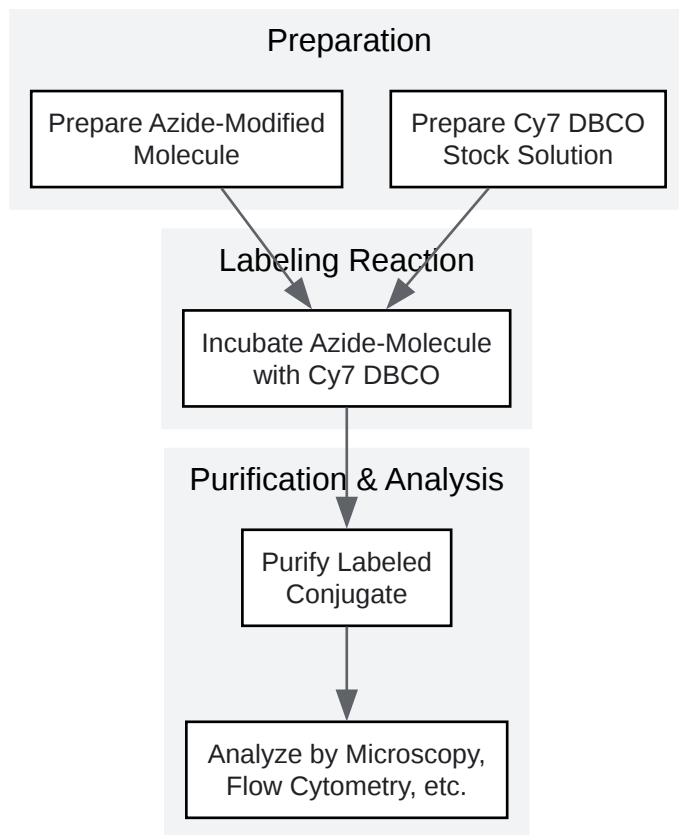 Preparation
Prepare Azide-Modified
Molecule
Prepare Cy7 DBCO
Stock Solution
Labeling Reaction
Incubate Azide-Molecule
with Cy7 DBCO
Purification & Analysis
Purify Labeled
Conjugate
Analyze by Microscopy,
Flow Cytometry, etc.